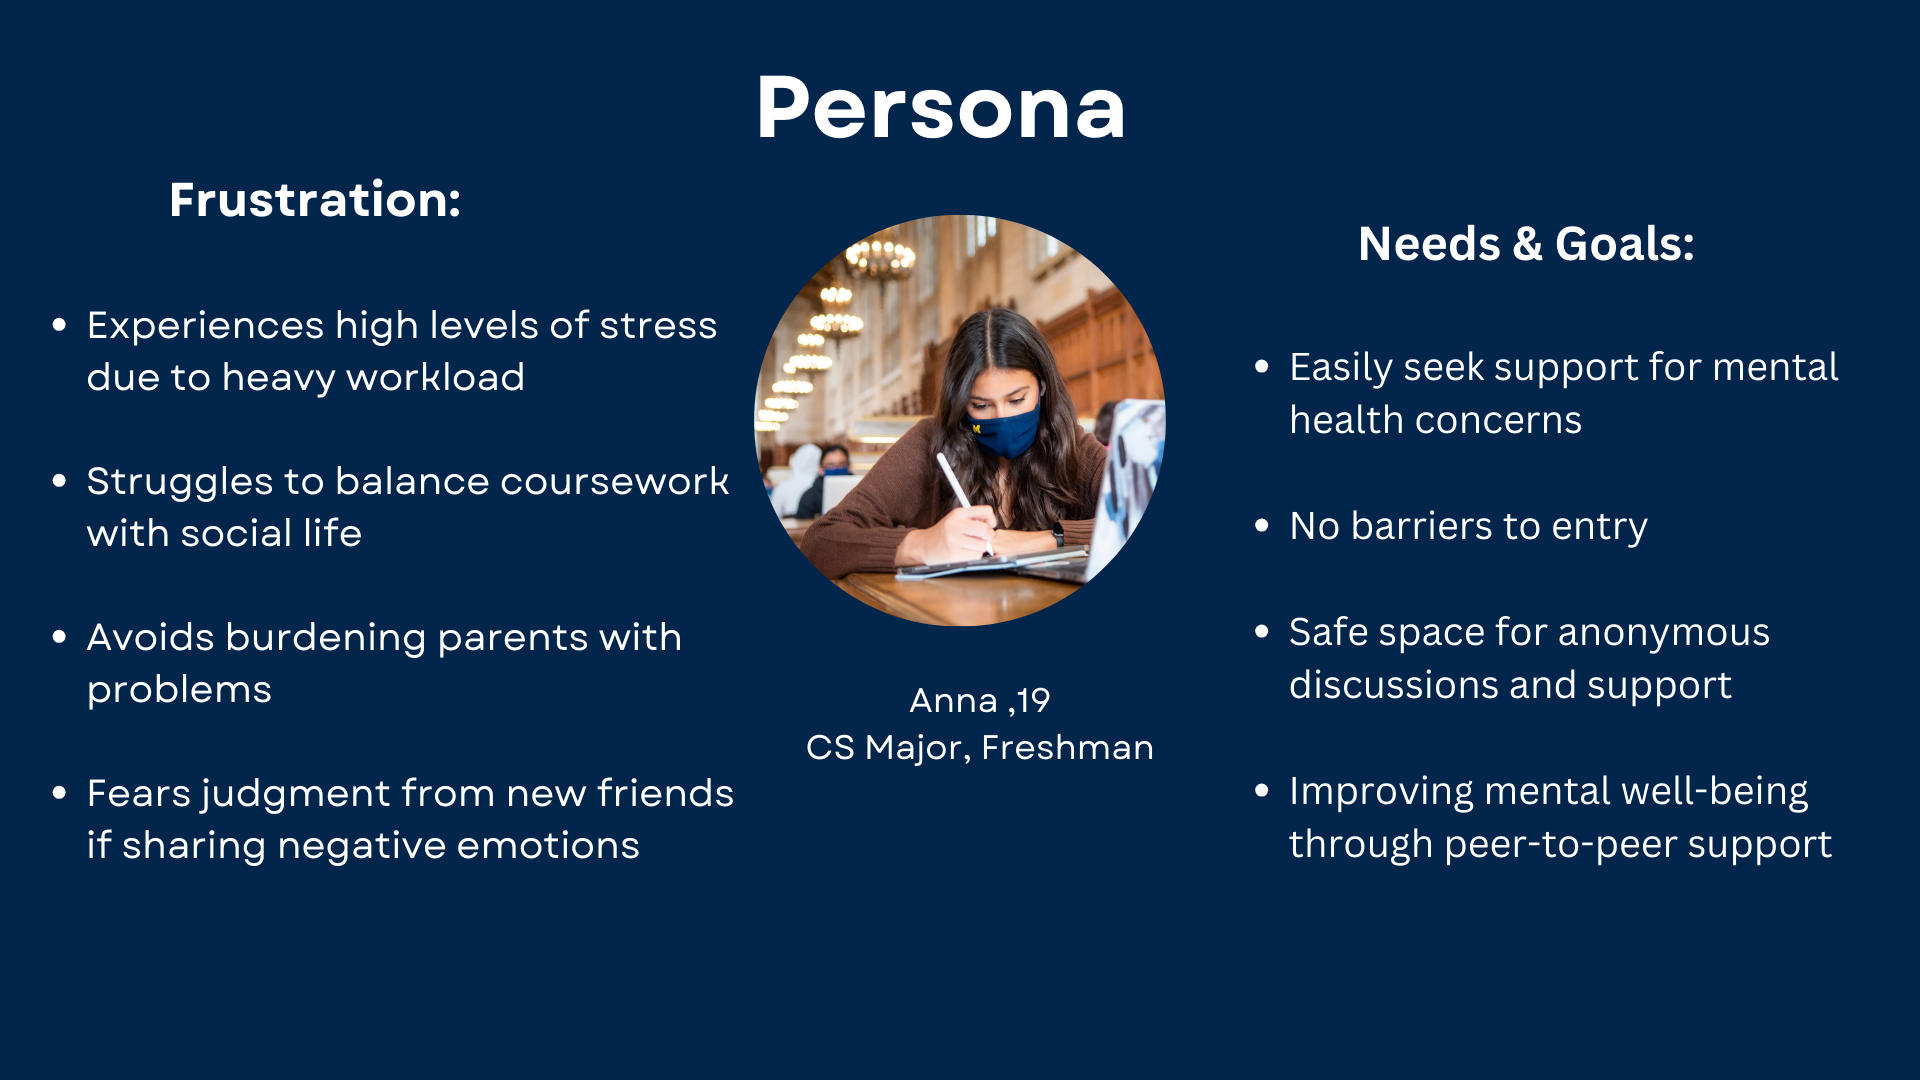 Persona
Frustration:
Experiences high levels of stress
due to heavy workload
Struggles to balance coursework
with social life
Avoids burdening parents with
problems
Fears judgment from new friends
if sharing negative emotions
M
Anna ,19
CS Major, Freshman
Needs & Goals:
Easily seek support for mental
health concerns
No barriers to entry
Safe space for anonymous
discussions and support
Improving mental well-being
through peer-to-peer support